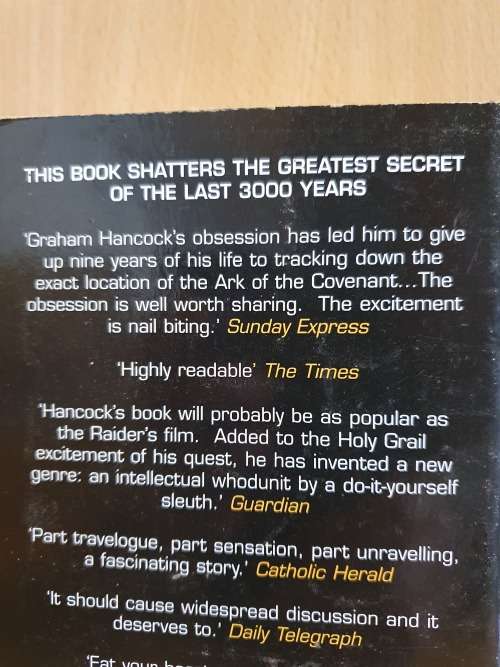 THIS BOOK SHATTERS THE GREATEST SECRET
OF THE LAST 3000 YEARS
'Graham Hancock's obsession has led him to give
up nine years of his life to tracking down the
exact location of the Ark of the Covenant...The
obsession is well worth sharing. The excitement
is nail biting.' Sunday Express
'Highly readable' The Times
'Hancock's book will probably be as popular as
the Raider's film. Added to the Holy Grail
excitement of his quest, he has invented a new
genre: an intellectual whodunit by a do-it-yourself
sleuth.' Guardian
'Part travelogue, part sensation, part unravelling,
a fascinating story.' Catholic Herald
'It should cause widespread discussion and it
deserves to.' Daily Telegraph
'Eat your